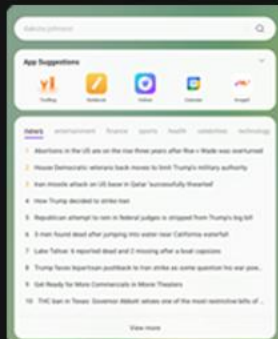 dakota johnson
App Suggestions
Notebook
Calendar
news entertainment finance sports health celebrities technology
1 Abortions in the US are on the rise three years after Roe v Wade was overturned
2 House Democratic veterans back moves to limit Trump's military authority
3 Iran missile attack on US base in Qatar 'successfully thwarted'
4 How Trump decided to strike Iran
5 Republican attempt to rein in federal judges is stripped from Trump's big bill
6 3 men found dead after jumping into water near California waterfall
7 Lake Tahoe: 6 reported dead and 2 missing after a boat capsizes
8 Trump faces bipartisan pushback to Iran strike as some question his war pow...
9 Get Ready for More Commercials in Movie Theaters
10 THC ban in Texas: Governor Abbott vetoes one of the most restrictive bills of ...
View more